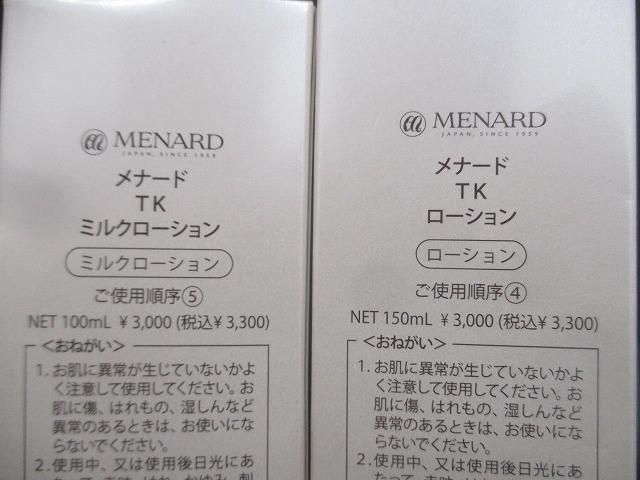 MENARD
JAPAN, SINCE 1959
メナード
TK
ミルクローション
ミルクローション
ご使用順序⑤
NET 100mL ¥3,000 (税込¥3,300)
<おねがい>
1. お肌に異常が生じていないかよ
く注意して使用してください。お
肌に傷、はれもの、湿しんなど
異常のあるときは、お使いにな
らないでください。
2. 使用中、又は使用後日光にあ
MENARD
JAPAN, SINCE 1959
メナード
TK
ローション
ローション
ご使用順序④
NET 150mL ¥3,000 (税込¥3,300)
<おねがい>
1. お肌に異常が生じていないかよ
く注意して使用してください。お
肌に傷、はれもの、湿しんなど
異常のあるときは、お使いにな
らないでください。
2. 使用中、又は使用後日光にあ